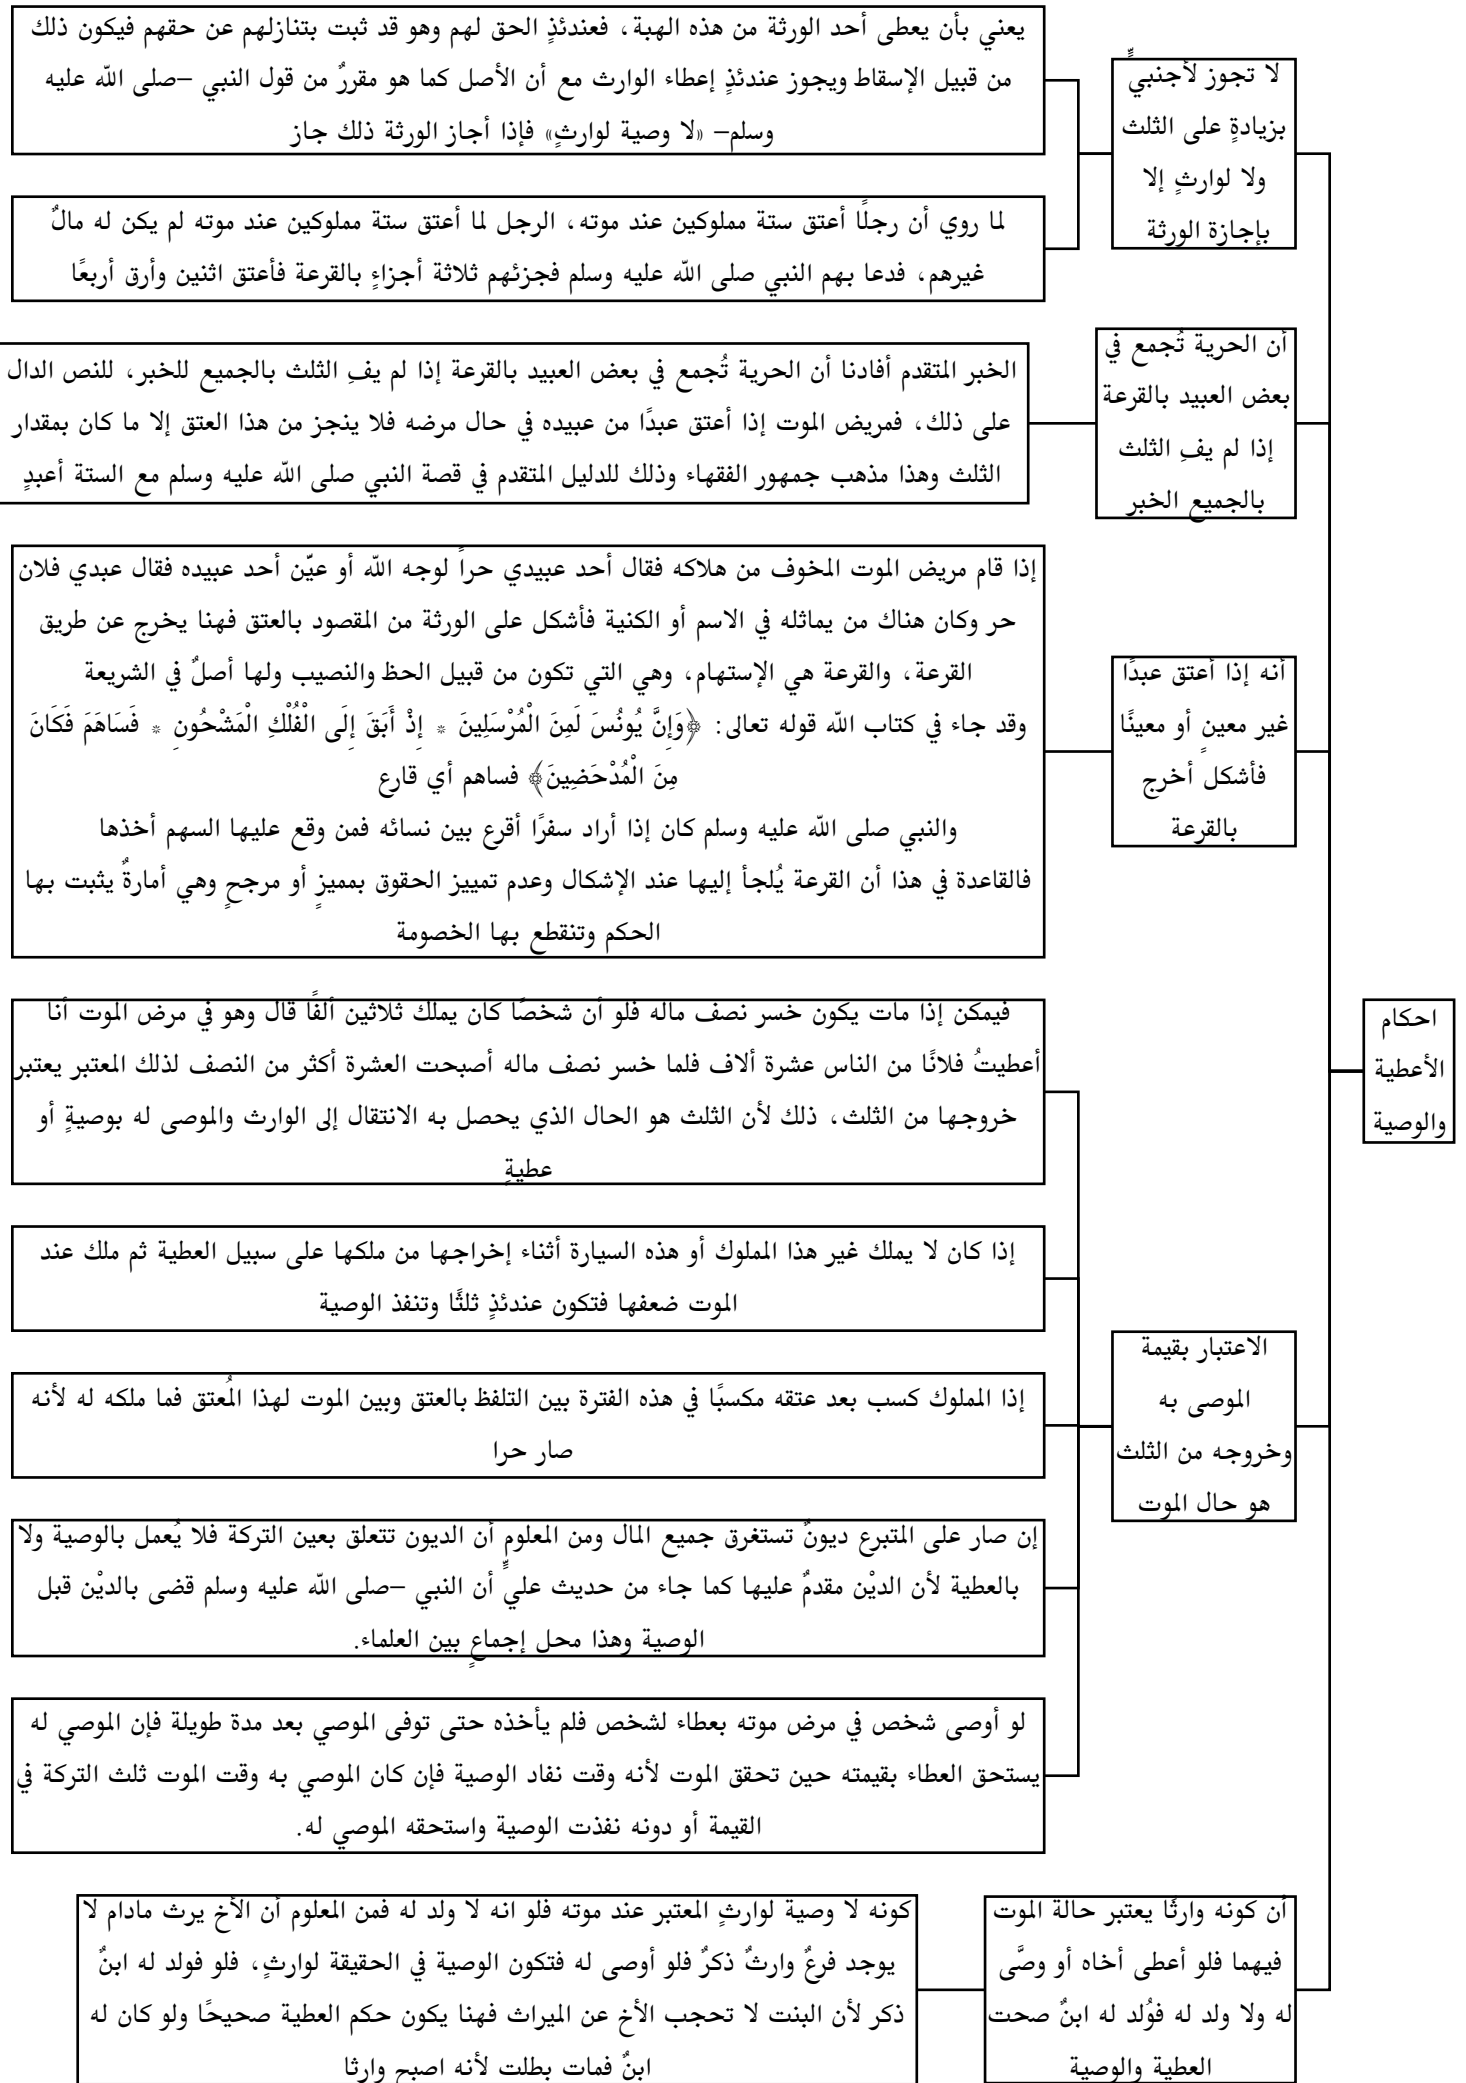 احكام
الأعطية
والوصية
لا تجوز لأجنبيٍّ
بزيادةٍ على الثلث
ولا لوارثٍ إلا
بإجازة الورثة
يعني بأن يعطى أحد الورثة من هذه الهبة، فعندئذٍ الحق لهم وهو قد ثبت بتنازلهم عن حقهم فيكون ذلك
من قبيل الإسقاط ويجوز عندئذٍ إعطاء الوارث مع أن الأصل كما هو مقررٌ من قول النبي –صلى الله عليه
وسلم– «لا وصية لوارثٍ» فإذا أجاز الورثة ذلك جاز
لما روي أن رجلًا أعتق ستة مملوكين عند موته، الرجل لما أعتق ستة مملوكين عند موته لم يكن له مالٌ
غيرهم، فدعا بهم النبي صلى الله عليه وسلم فجزئهم ثلاثة أجزاءٍ بالقرعة فأعتق اثنين وأرق أربعًا
أن الحرية تُجمع في
بعض العبيد بالقرعة
إذا لم يفِ الثلث
بالجميع الخبر
الخبر المتقدم أفادنا أن الحرية تُجمع في بعض العبيد بالقرعة إذا لم يفِ الثلث بالجميع للخبر، للنص الدال
على ذلك، فمريض الموت إذا أعتق عبدًا من عبيده في حال مرضه فلا ينجز من هذا العتق إلا ما كان بمقدار
الثلث وهذا مذهب جمهور الفقهاء وذلك للدليل المتقدم في قصة النبي صلى الله عليه وسلم مع الستة أعبدٍ
أنه إذا أعتق عبدًا
غير معينٍ أو معينًا
فأشكل أخرج
بالقرعة
إذا قام مريض الموت المخوف من هلاكه فقال أحد عبيدي حراً لوجه الله أو عيّن أحد عبيده فقال عبدي فلان
حر وكان هناك من يماثله في الاسم أو الكنية فأشكل على الورثة من المقصود بالعتق فهنا يخرج عن طريق
القرعة، والقرعة هي الإستهام، وهي التي تكون من قبيل الحظ والنصيب ولها أصلٌ في الشريعة
وقد جاء في كتاب الله قوله تعالى: ﴿وَإِنَّ يُونُسَ لَمِنَ الْمُرْسَلِينَ * إِذْ أَبَقَ إِلَى الْفُلْكِ الْمَشْحُونِ * فَسَاهَمَ فَكَانَ
مِنَ الْمُدْحَضِينَ﴾ فساهم أي قارع
والنبي صلى الله عليه وسلم كان إذا أراد سفرًا أقرع بين نسائه فمن وقع عليها السهم أخذها
فالقاعدة في هذا أن القرعة يُلجأ إليها عند الإشكال وعدم تمييز الحقوق بمميزٍ أو مرجحٍ وهي أمارةٌ يثبت بها
الحكم وتنقطع بها الخصومة
الاعتبار بقيمة
الموصى به
وخروجه من الثلث
هو حال الموت
فيمكن إذا مات يكون خسر نصف ماله فلو أن شخصًا كان يملك ثلاثين ألفًا قال وهو في مرض الموت أنا
أعطيتُ فلانًا من الناس عشرة ألاف فلما خسر نصف ماله أصبحت العشرة أكثر من النصف لذلك المعتبر يعتبر
خروجها من الثلث، ذلك لأن الثلث هو الحال الذي يحصل به الانتقال إلى الوارث والموصى له بوصيةٍ أو
عطيةٍ
إذا كان لا يملك غير هذا المملوك أو هذه السيارة أثناء إخراجها من ملكها على سبيل العطية ثم ملك عند
الموت ضعفها فتكون عندئذٍ ثلثًا وتنفذ الوصية
إذا المملوك كسب بعد عتقه مكسبًا في هذه الفترة بين التلفظ بالعتق وبين الموت لهذا المُعتق فما ملكه له لأنه
صار حرا
إن صار على المتبرع ديونٌ تستغرق جميع المال ومن المعلوم أن الديون تتعلق بعين التركة فلا يُعمل بالوصية ولا
بالعطية لأن الديْن مقدمٌ عليها كما جاء من حديث عليٍّ أن النبي –صلى الله عليه وسلم قضى بالديْن قبل
الوصية وهذا محل إجماعٍ بين العلماء.
لو أوصى شخص في مرض موته بعطاء لشخص فلم يأخذه حتى توفى الموصي بعد مدة طويلة فإن الموصي له
يستحق العطاء بقيمته حين تحقق الموت لأنه وقت نفاد الوصية فإن كان الموصي به وقت الموت ثلث التركة في
القيمة أو دونه نفذت الوصية واستحقه الموصي له.
أن كونه وارثًا يعتبر حالة الموت
فيهما فلو أعطى أخاه أو وصَّى
له ولا ولد له فوُلد له ابنٌ صحت
العطية والوصية
كونه لا وصية لوارثٍ المعتبر عند موته فلو انه لا ولد له فمن المعلوم أن الأخ يرث مادام لا
يوجد فرعٌ وارثٌ ذكرٌ فلو أوصى له فتكون الوصية في الحقيقة لوارثٍ، فلو فولد له ابنٌ
ذكر لأن البنت لا تحجب الأخ عن الميراث فهنا يكون حكم العطية صحيحًا ولو كان له
ابنٌ فمات بطلت لأنه اصبح وارثا